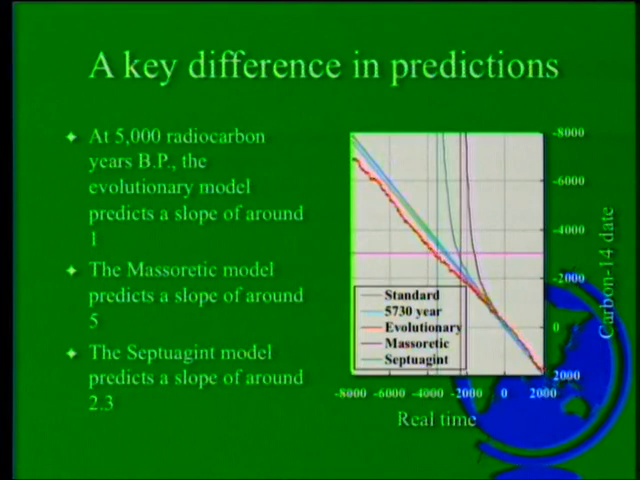 A key difference in predictions
At 5,000 radiocarbon
years B.P., the
evolutionary model
predicts a slope of around
1
The Massoretic model
predicts a slope of around
5
The Septuagint model
predicts a slope of around
2.3
-8000
-6000
-4000
-2000
0
2000
Carbon-14 date
Standard
5730 year
Evolutionary
Massoretic
Septuagint
-8000 -6000 -4000 -2000 0 2000
Real time